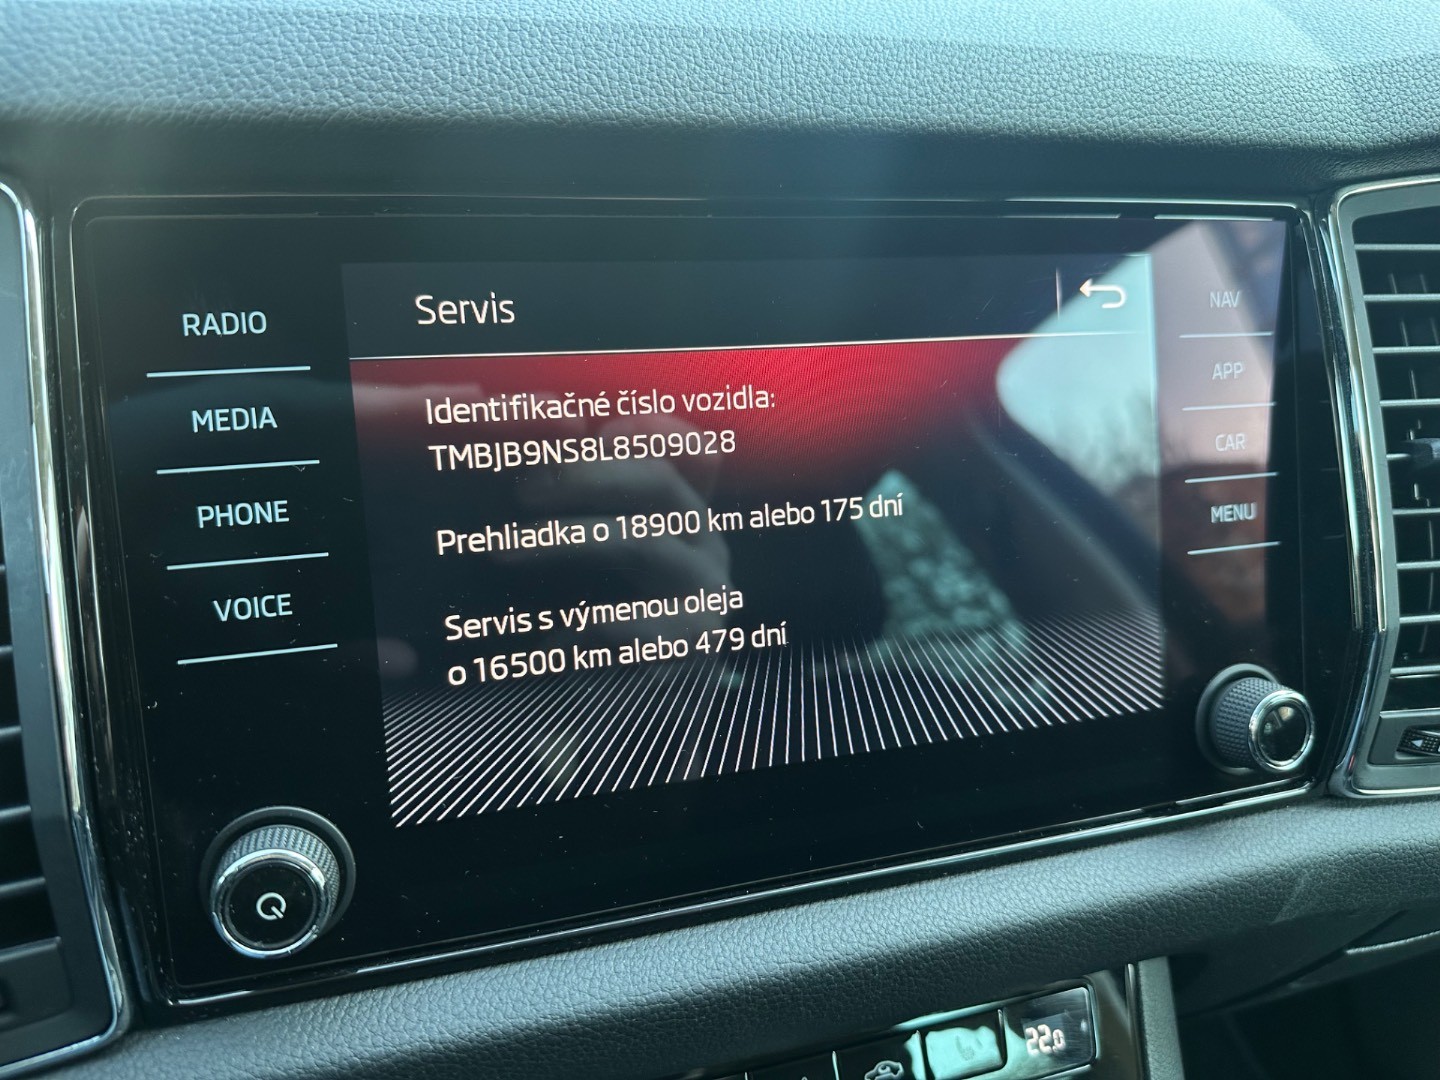 Servis
RADIO
MEDIA
PHONE
VOICE
Identifikačné číslo vozidla:
TMBJB9NS8L8509028
Prehliadka o 18900 km alebo 175 dní
Servis s výmenou oleja
o 16500 km alebo 479 dní
NAV
APP
CAR
MENU
22.0